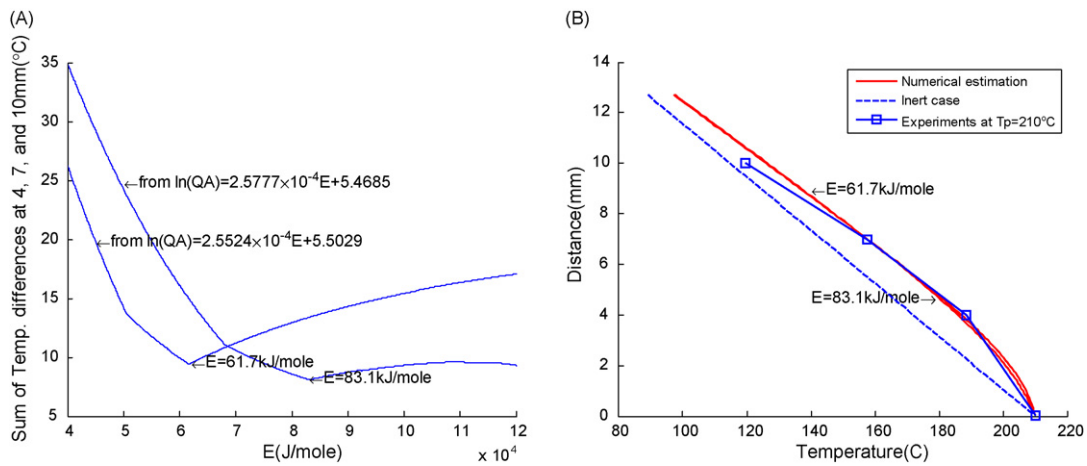 (A)
35
30
25
20
15
10
5
4
5
6
7
8
9
10
11
12
Sum of Temp. differences at 4, 7, and 10mm(°C)
E(J/mole)
x 10⁴
←from ln(QA)=2.5777×10⁻⁴E+5.4685
←from ln(QA)=2.5524×10⁻⁴E+5.5029
←E=61.7kJ/mole
←E=83.1kJ/mole
(B)
14
12
10
8
6
4
2
0
80
100
120
140
160
180
200
220
Distance(mm)
Temperature(C)
Numerical estimation
Inert case
Experiments at Tp=210°C
←E=61.7kJ/mole
E=83.1kJ/mole→